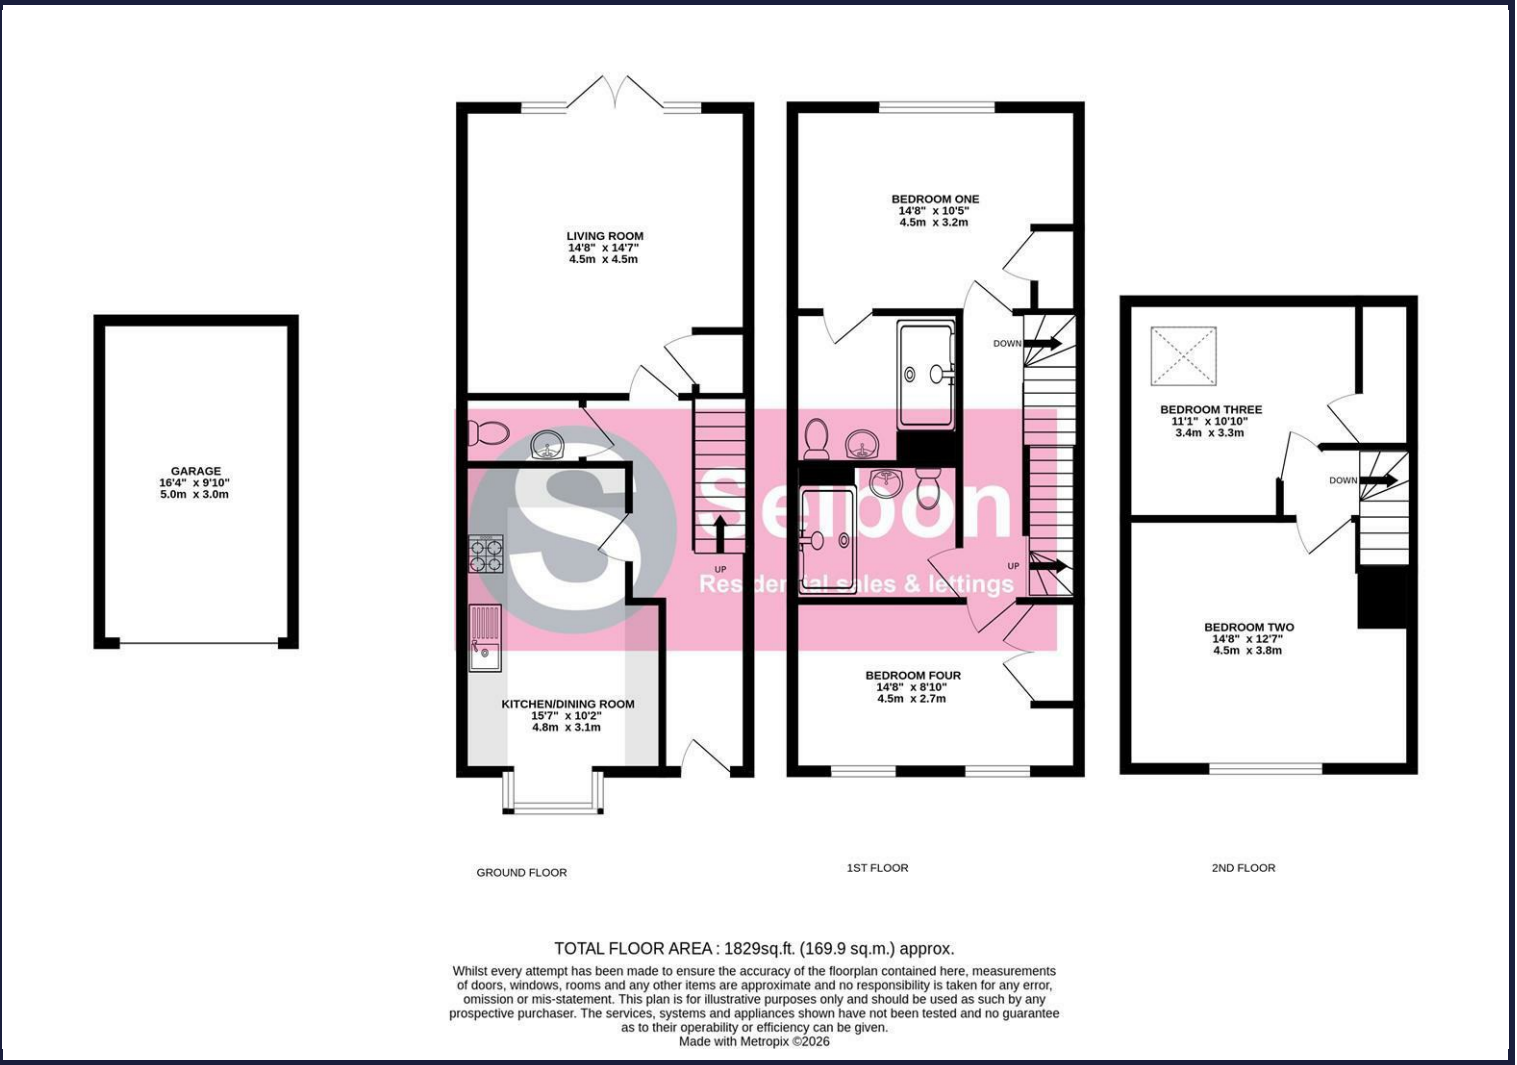 LIVING ROOM
14'8" x 14'7"
4.5m x 4.5m
BEDROOM ONE
14'8" x 10'5"
4.5m x 3.2m
DOWN
BEDROOM THREE
11'1" x 10'10"
3.4m x 3.3m
GARAGE
16'4" x 9'10"
5.0m x 3.0m
DOWN
S
Selbon
Residential sales & lettings
UP
UP
BEDROOM TWO
14'8" x 12'7"
4.5m x 3.8m
BEDROOM FOUR
14'8" x 8'10"
4.5m x 2.7m
KITCHEN/DINING ROOM
15'7" x 10'2"
4.8m x 3.1m
GROUND FLOOR
1ST FLOOR
2ND FLOOR
TOTAL FLOOR AREA : 1829sq.ft. (169.9 sq.m.) approx.
Whilst every attempt has been made to ensure the accuracy of the floorplan contained here, measurements
of doors, windows, rooms and any other items are approximate and no responsibility is taken for any error,
omission or mis-statement. This plan is for illustrative purposes only and should be used as such by any
prospective purchaser. The services, systems and appliances shown have not been tested and no guarantee
as to their operability or efficiency can be given.
Made with Metropix ©2026